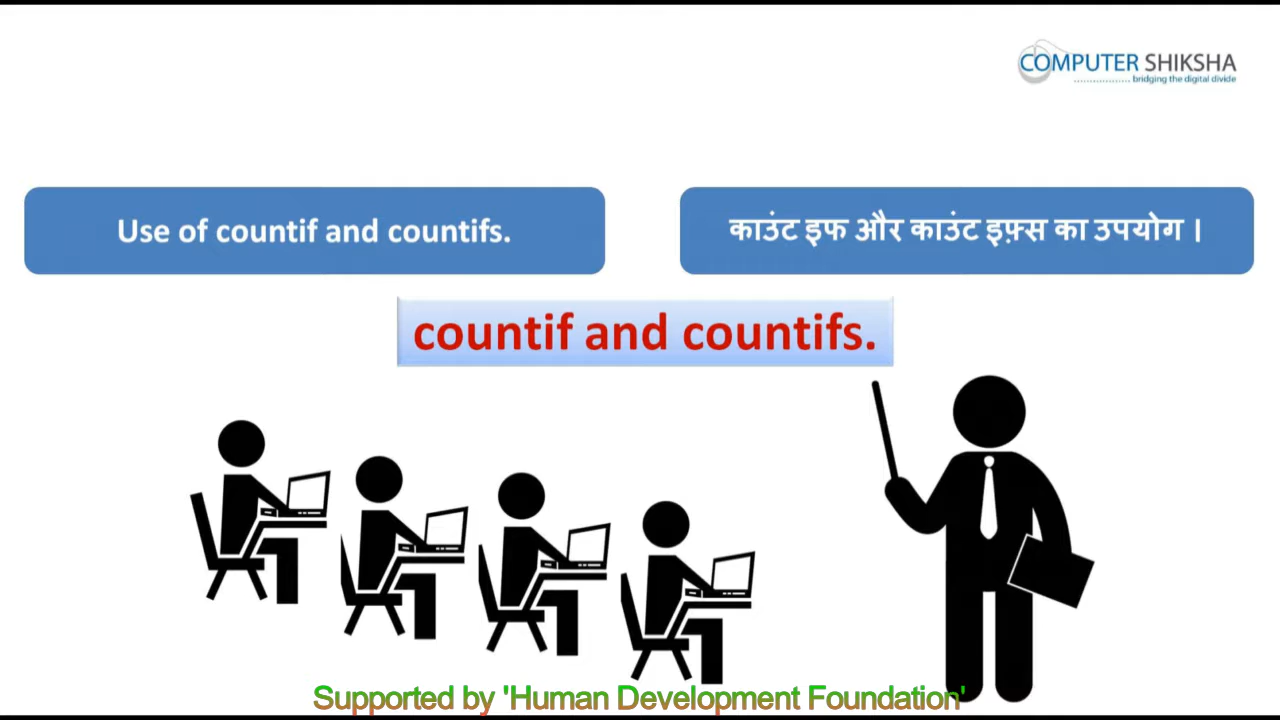 COMPUTER SHIKSHA
.................. bridging the digital divide
Use of countif and countifs.
काउंट इफ और काउंट इफ़्स का उपयोग ।
countif and countifs.
Supported by 'Human Development Foundation'